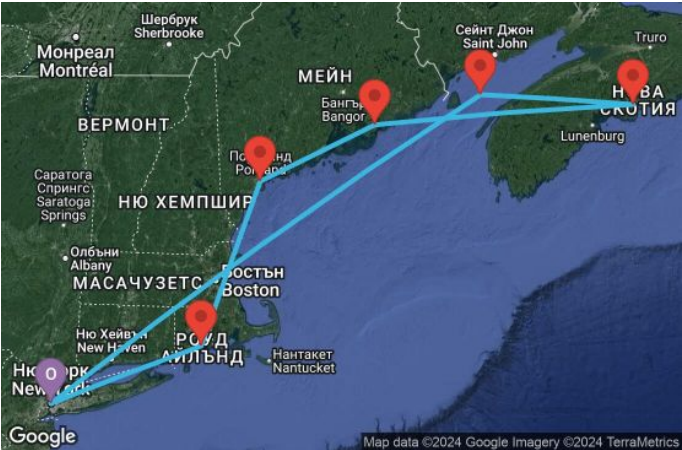 Шербрук
Sherbrooke
Монреал
Montréal
Сейнт Джон
Saint John
Truro
МЕЙН
Бангър
Bangor
НОВА
СКОТИЯ
ВЕРМОНТ
Lunenburg
Портланд
Portland
Саратога
Спрингс
Saratoga
Springs
НЮ ХЕМПШИР
Олбъни
Albany
Бостън
Boston
МАСАЧУЗЕТС
Ню Хейвън
New Haven
РОУД
АЙЛЪНД
Нантакет
Nantucket
Ню Йорк
New York
O
Google
Map data ©2024 Google Imagery ©2024 TerraMetrics